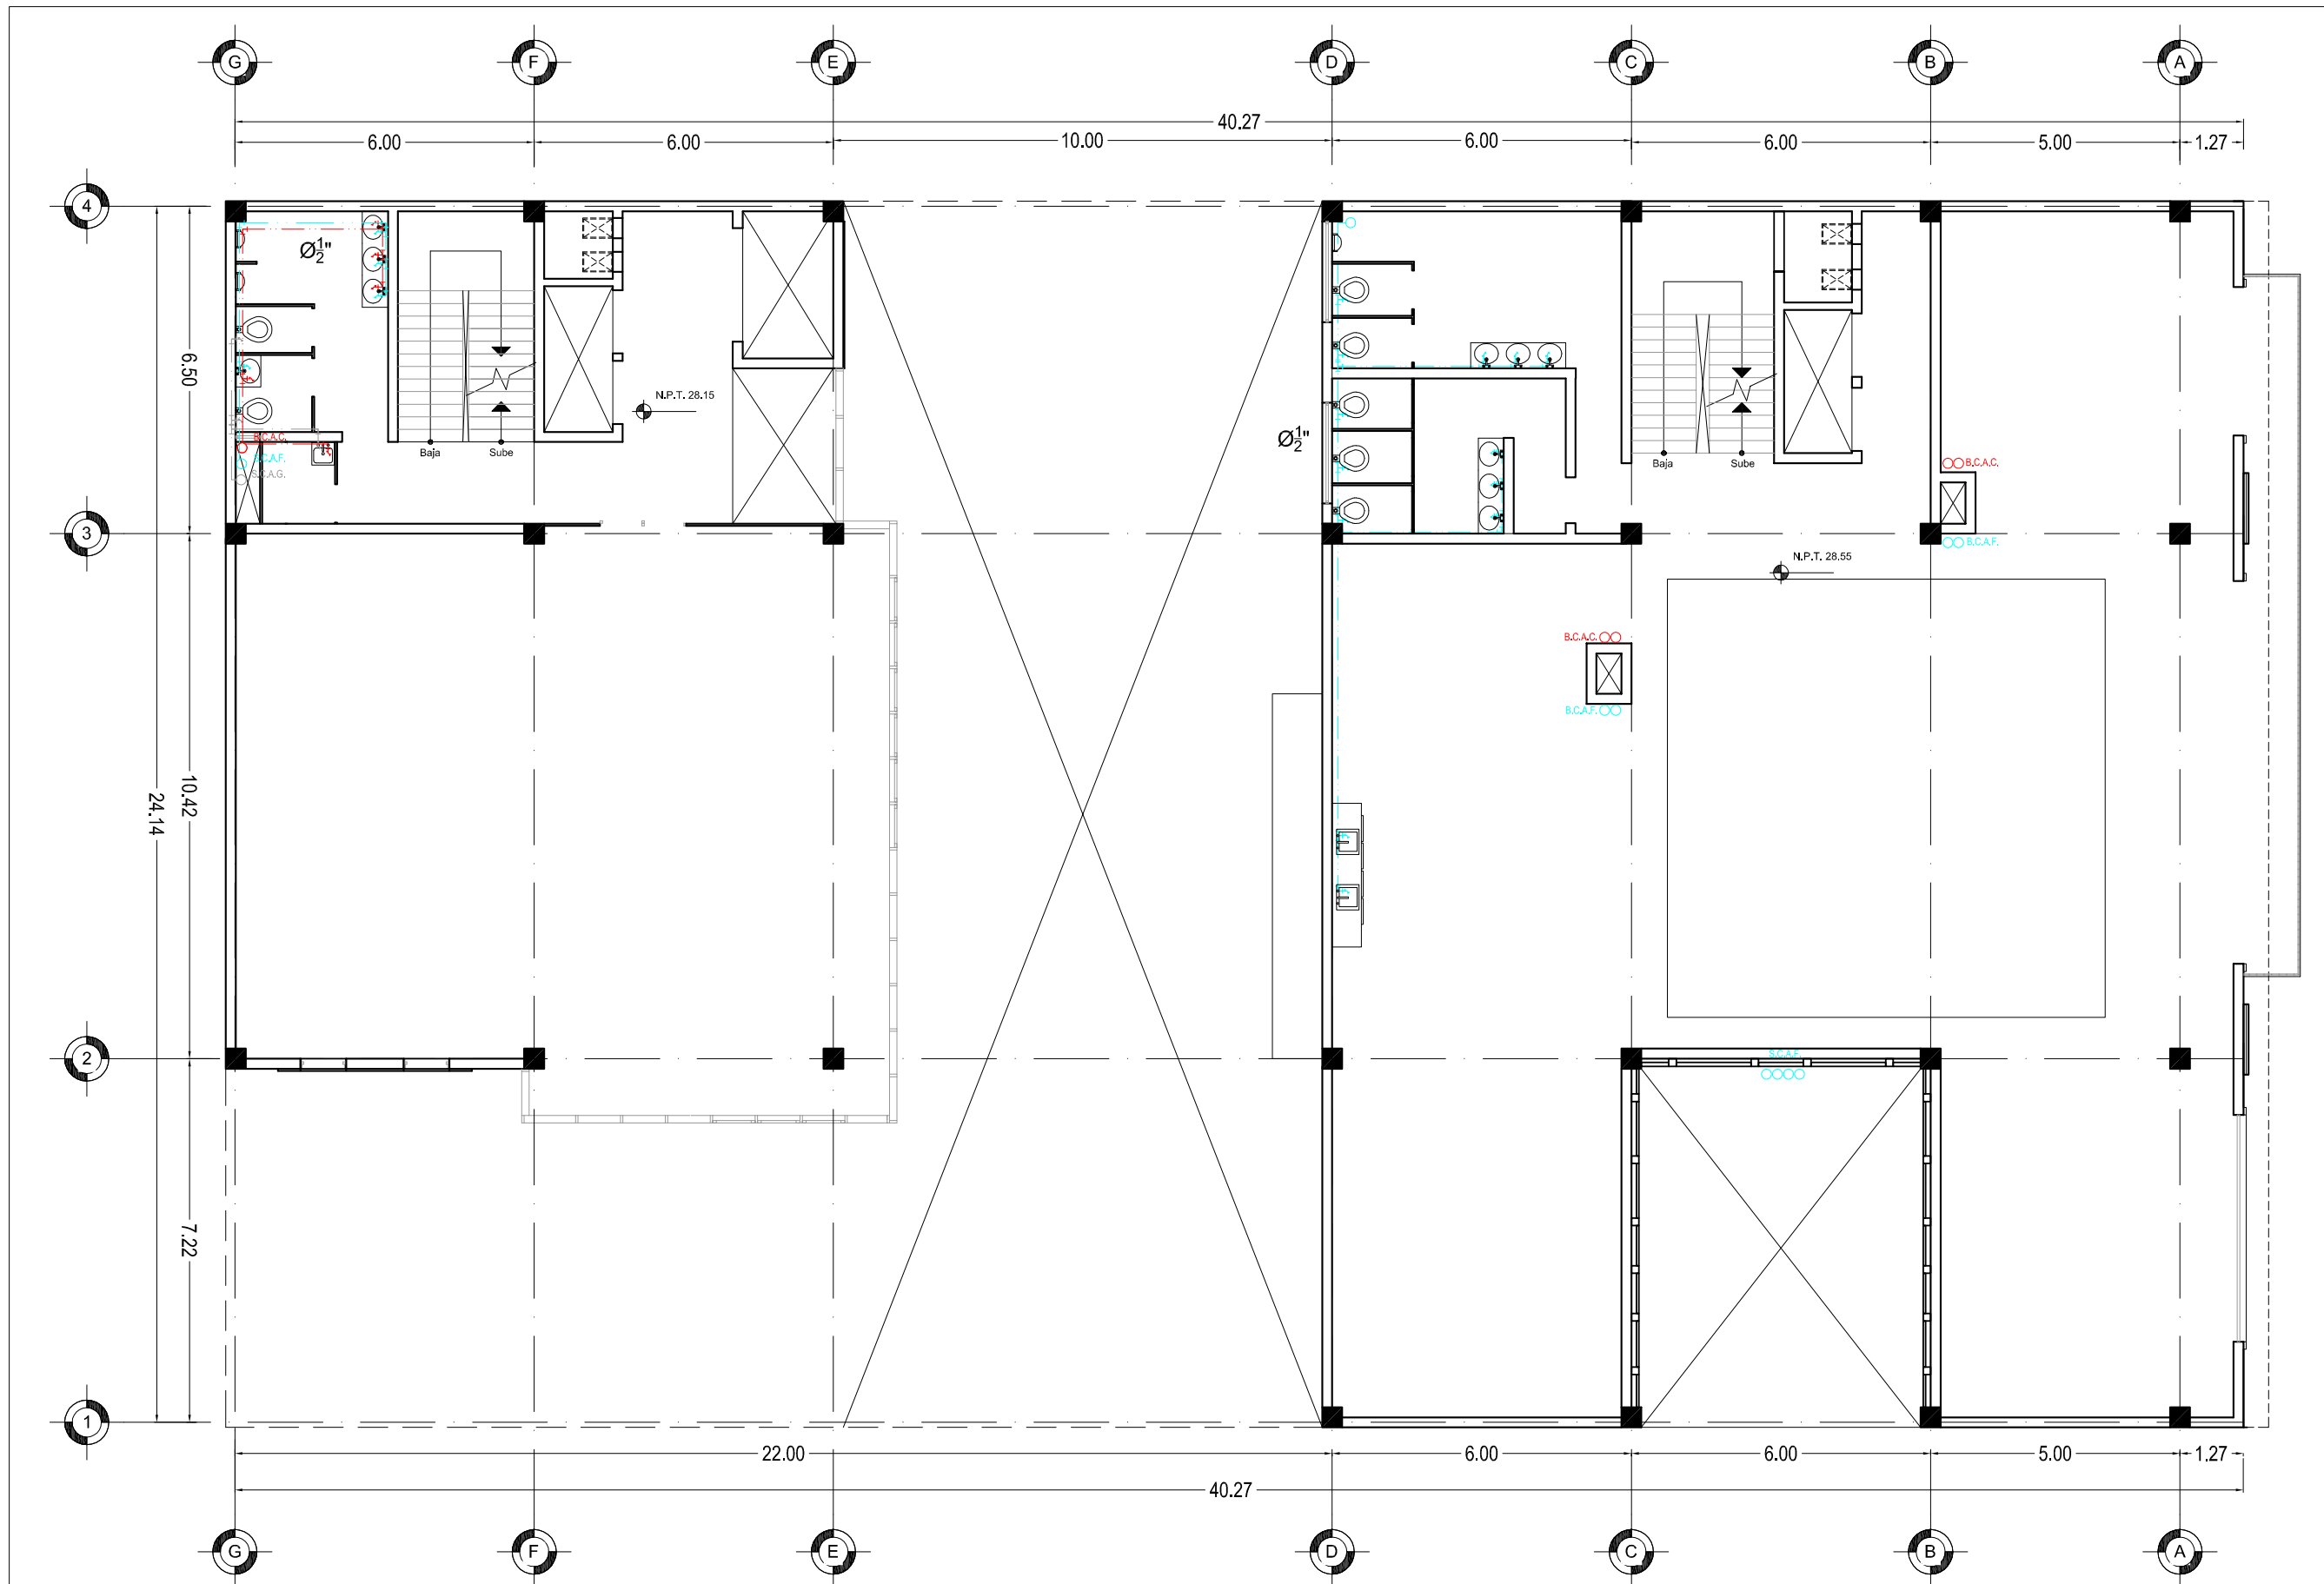 G F E D C B A
40.27
6.00 6.00 10.00 6.00 6.00 5.00 1.27
4
Ø1/2"
6.50
N.P.T. 28.15
Ø1/2"
B.C.A.C.
S.C.A.F.
S.C.A.G.
Baja Sube
Baja Sube
B.C.A.C.
3
B.C.A.F.
N.P.T. 28.55
B.C.A.C.
B.C.A.F.
10.42
24.14
2
S.C.A.F.
7.22
1
22.00 6.00 6.00 5.00 1.27
40.27
G F E D C B A